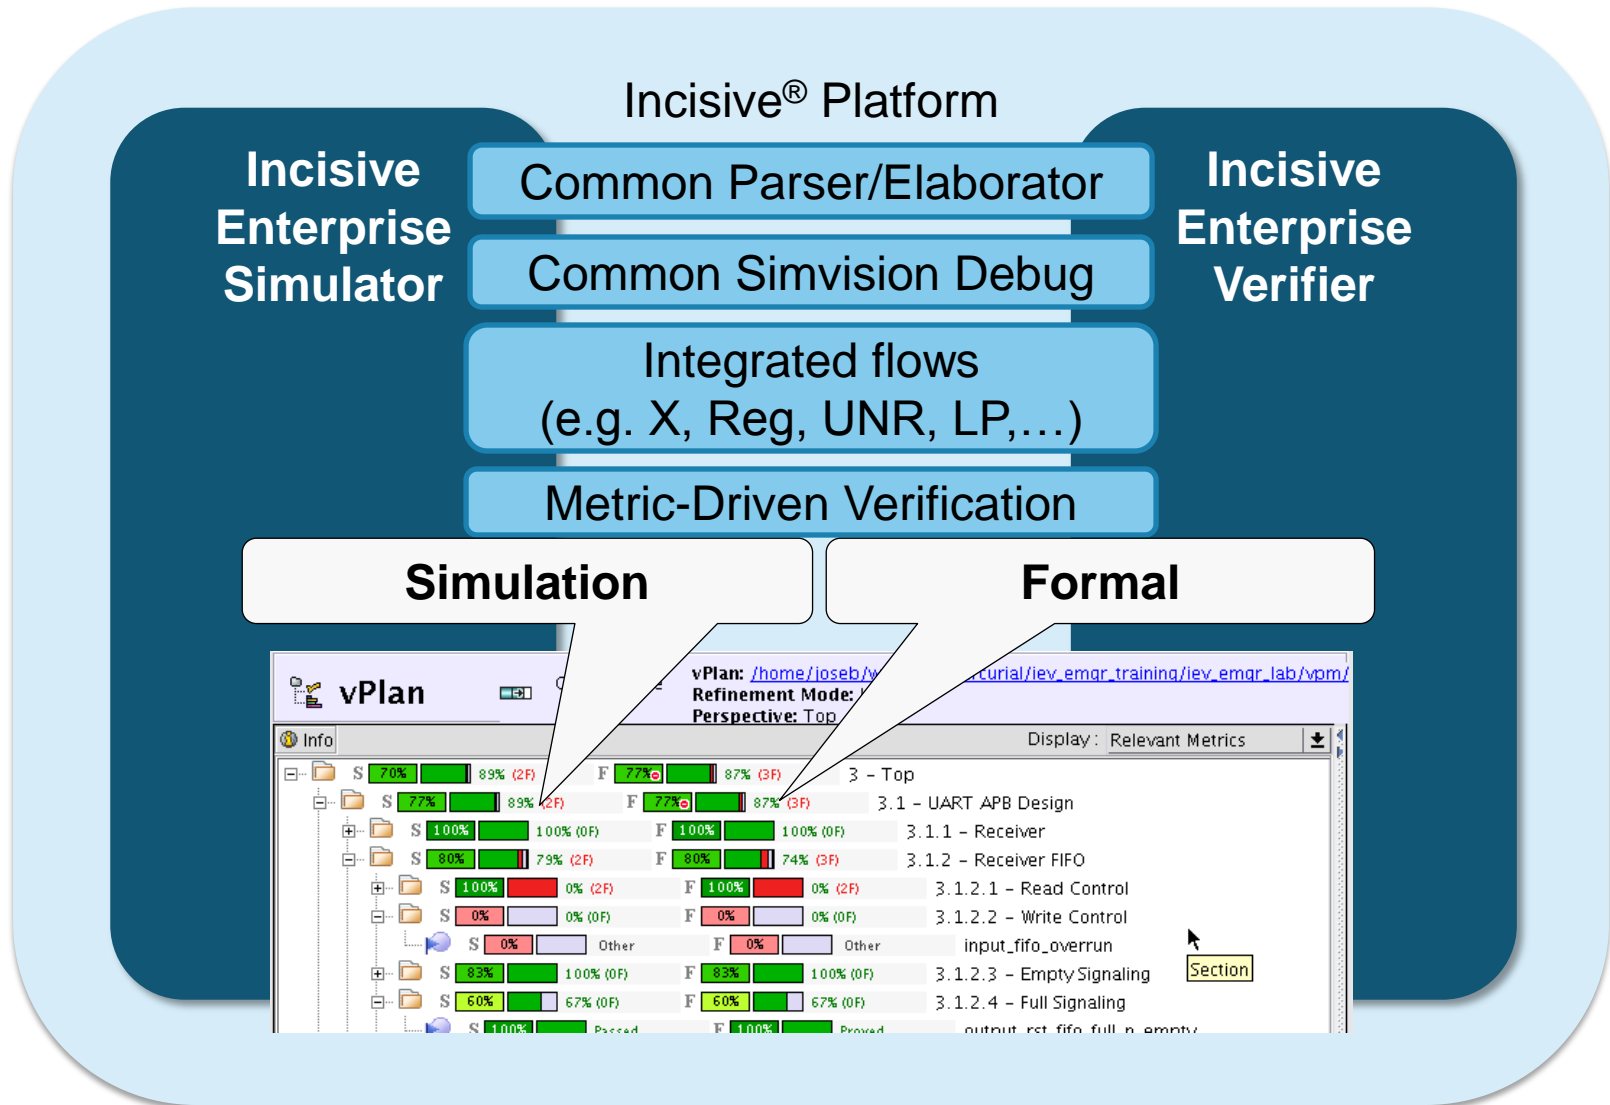 Incisive® Platform
Incisive
Enterprise
Simulator
Common Parser/Elaborator
Common Simvision Debug
Integrated flows
(e.g. X, Reg, UNR, LP,...)
Metric-Driven Verification
Incisive
Enterprise
Verifier
Simulation
Formal
vPlan
vPlan: /home/joseb/w curial/iev_emgr_training/iev_emgr_lab/vpm/
Refinement Mode:
Perspective: Top
Info
Display: Relevant Metrics
S 70% 89% (2F) F 77% 87% (3F) 3 - Top
S 77% 89% (2F) F 77% 87% (3F) 3.1 - UART APB Design
S 100% 100% (0F) F 100% 100% (0F) 3.1.1 - Receiver
S 80% 79% (2F) F 80% 74% (3F) 3.1.2 - Receiver FIFO
S 100% 0% (2F) F 100% 0% (2F) 3.1.2.1 - Read Control
S 0% 0% (0F) F 0% 0% (0F) 3.1.2.2 - Write Control
S 0% Other F 0% Other input_fifo_overrun
S 83% 100% (0F) F 83% 100% (0F) 3.1.2.3 - Empty Signaling
Section
S 60% 67% (0F) F 60% 67% (0F) 3.1.2.4 - Full Signaling
S 100% Passed F 100% Proved output_rst_fifo_full_n_empty